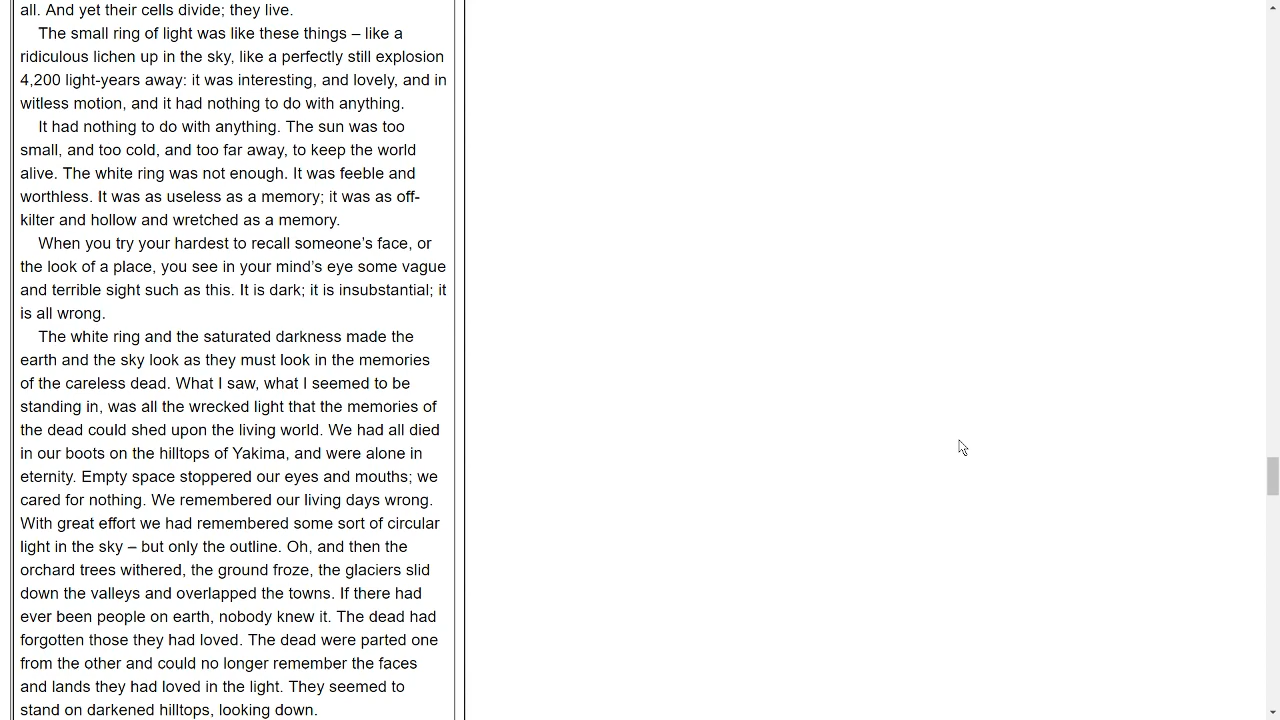 all. And yet their cells divide; they live.
The small ring of light was like these things – like a
ridiculous lichen up in the sky, like a perfectly still explosion
4,200 light-years away: it was interesting, and lovely, and in
witless motion, and it had nothing to do with anything.
It had nothing to do with anything. The sun was too
small, and too cold, and too far away, to keep the world
alive. The white ring was not enough. It was feeble and
worthless. It was as useless as a memory; it was as off-
kilter and hollow and wretched as a memory.
When you try your hardest to recall someone’s face, or
the look of a place, you see in your mind’s eye some vague
and terrible sight such as this. It is dark; it is insubstantial; it
is all wrong.
The white ring and the saturated darkness made the
earth and the sky look as they must look in the memories
of the careless dead. What I saw, what I seemed to be
standing in, was all the wrecked light that the memories of
the dead could shed upon the living world. We had all died
in our boots on the hilltops of Yakima, and were alone in
eternity. Empty space stoppered our eyes and mouths; we
cared for nothing. We remembered our living days wrong.
With great effort we had remembered some sort of circular
light in the sky – but only the outline. Oh, and then the
orchard trees withered, the ground froze, the glaciers slid
down the valleys and overlapped the towns. If there had
ever been people on earth, nobody knew it. The dead had
forgotten those they had loved. The dead were parted one
from the other and could no longer remember the faces
and lands they had loved in the light. They seemed to
stand on darkened hilltops, looking down.